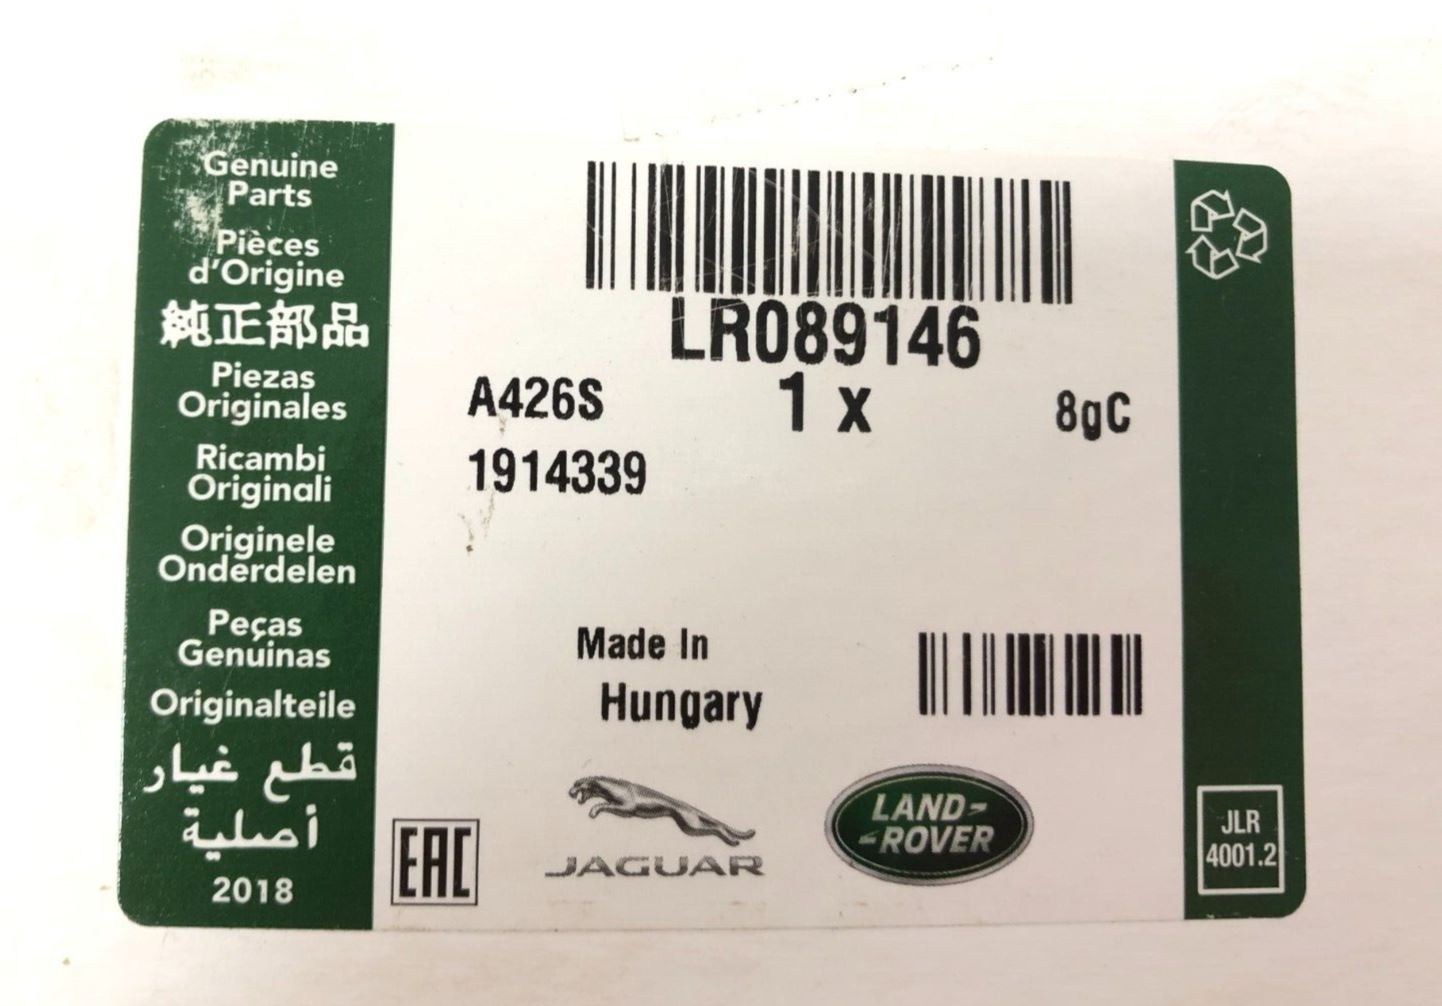 Genuine
Parts
Pièces
d'Origine
純正部品
Piezas
Originales
Ricambi
Originali
Originele
Onderdelen
Peças
Genuinas
Originalteile
قطع غيار
أصلية
2018
LR089146
A426S 1 x 8gC
1914339
Made In
Hungary
EAC
JAGUAR
LAND-
-ROVER
JLR
4001.2